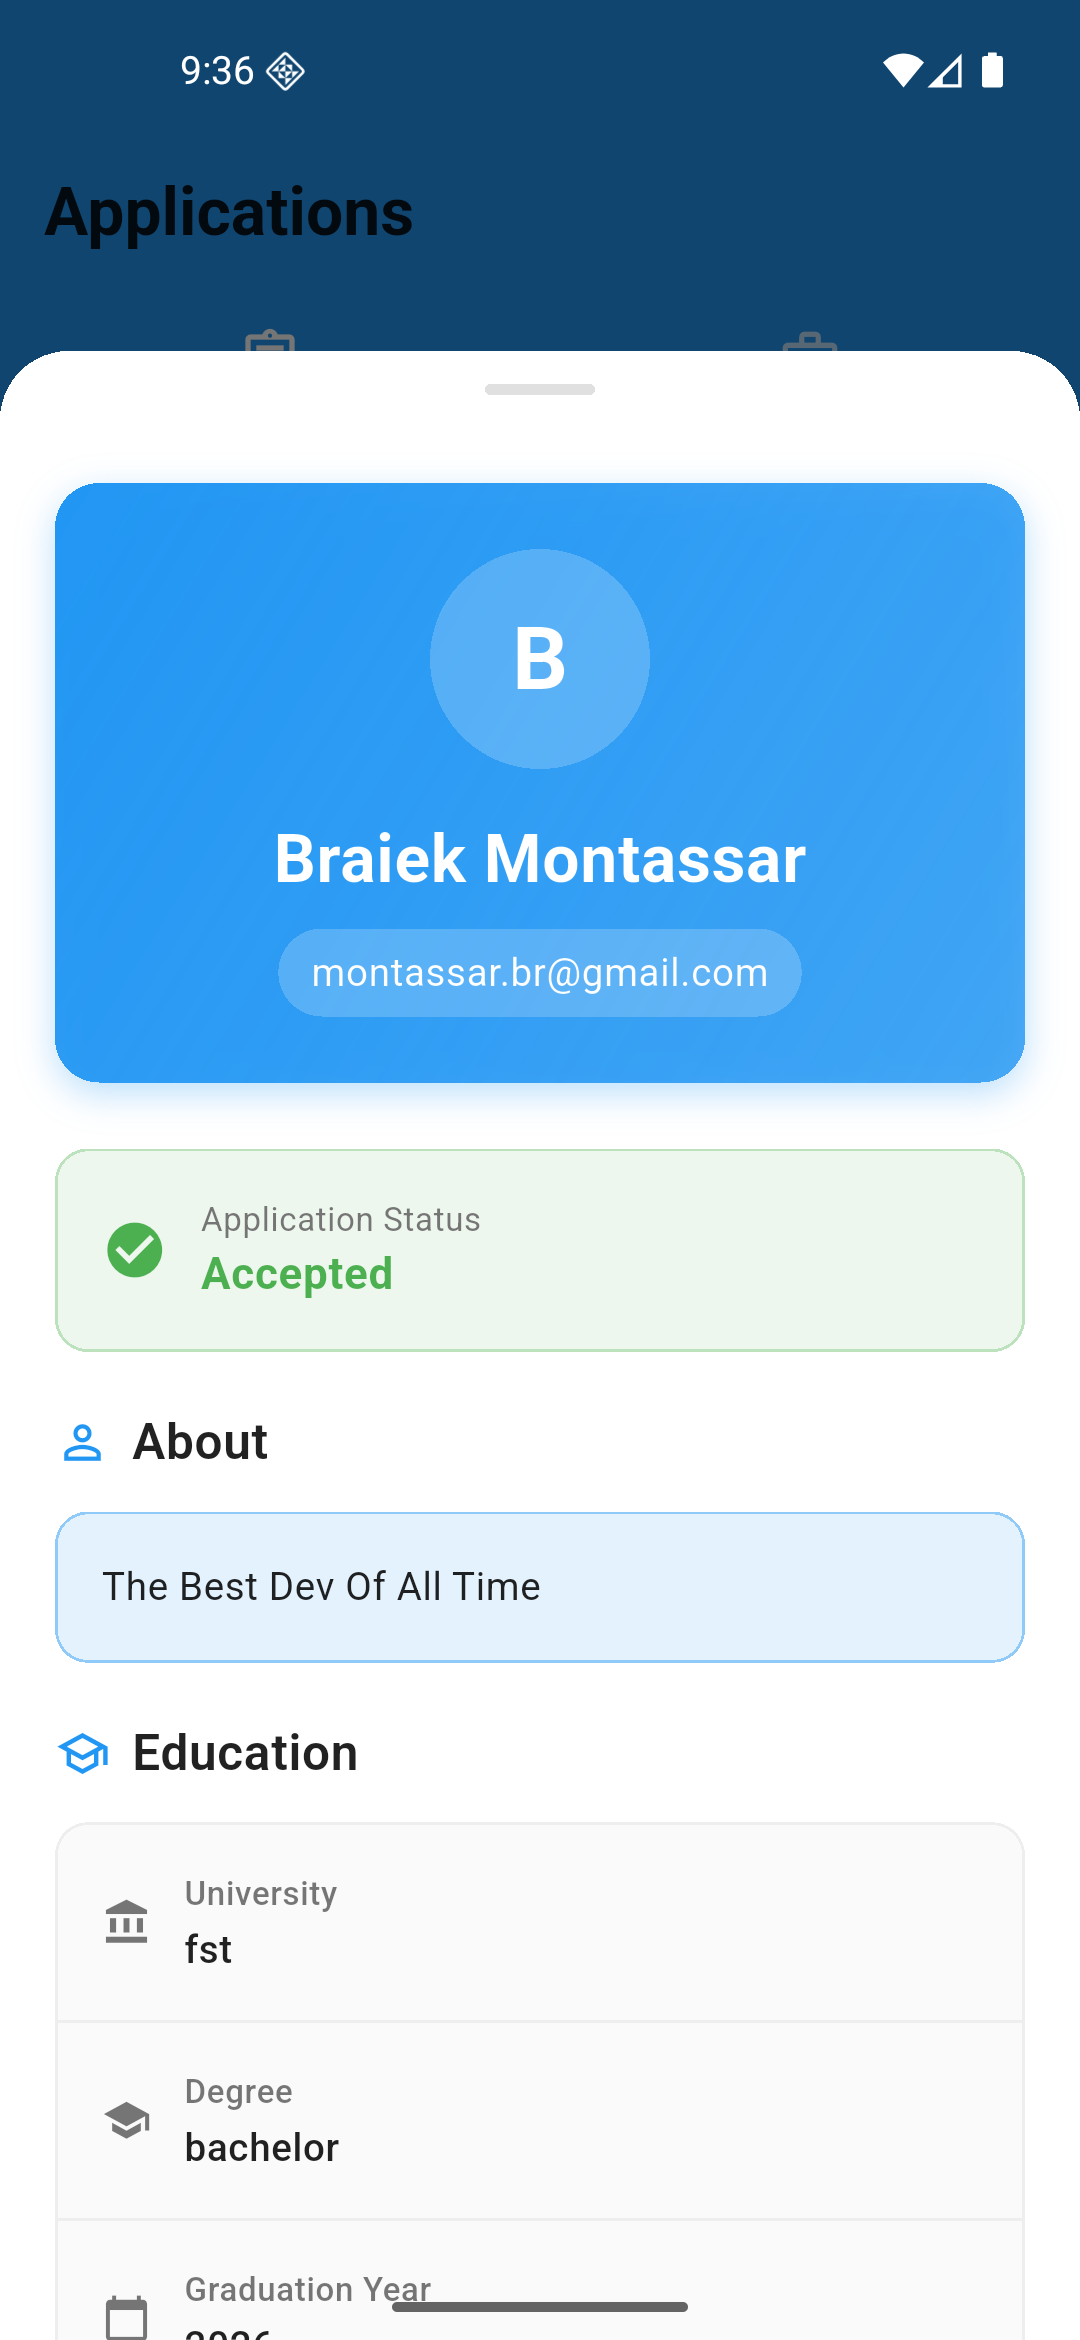 9:36
Applications
B
Braiek Montassar
montassar.br@gmail.com
Application Status
Accepted
About
The Best Dev Of All Time
Education
University
fst
Degree
bachelor
Graduation Year
2026